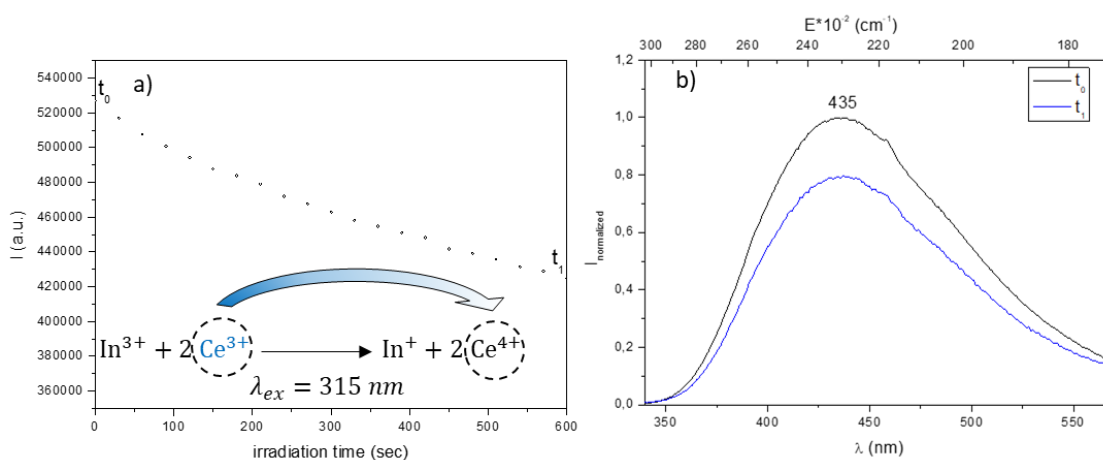 a)
I (a.u.)
540000
520000
500000
480000
460000
440000
420000
400000
380000
360000
t₀
t₁
In³⁺ + 2 Ce³⁺ ⟶ In⁺ + 2 Ce⁴⁺
λₑₓ = 315 nm
0 100 200 300 400 500 600
irradiation time (sec)
E*10⁻² (cm⁻¹)
300 280 260 240 220 200 180
b)
t₀
t₁
435
I normalized
1,2
1,0
0,8
0,6
0,4
0,2
0,0
350 400 450 500 550
λ (nm)